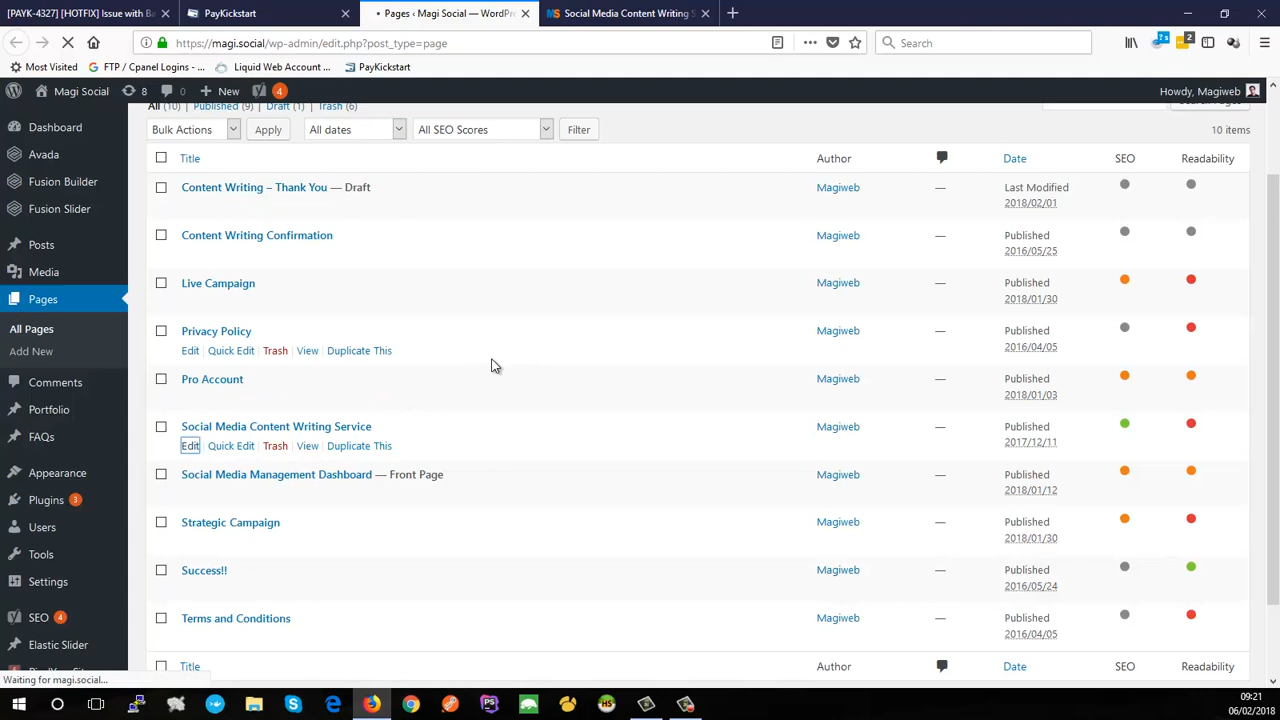 [PAYK-4327] [HOTFIX] Issue with Ba
PayKickstart
Pages ‹ Magi Social — WordPre
Social Media Content Writing S
https://magi.social/wp-admin/edit.php?post_type=page
Search
2
Most Visited
FTP / Cpanel Logins - ...
Liquid Web Account ...
PayKickstart
Magi Social
8
0
New
4
Howdy, Magiweb
All (10) Published (9) Draft (1) Trash (6)
Search Pages
Bulk Actions
Apply
All dates
All SEO Scores
Filter
10 items
Dashboard
Avada
Fusion Builder
Fusion Slider
Posts
Media
Pages
All Pages
Add New
Comments
Portfolio
FAQs
Appearance
Plugins 3
Users
Tools
Settings
SEO 4
Elastic Slider
Title Author Date SEO Readability
Content Writing – Thank You — Draft Magiweb — Last Modified
2018/02/01
Content Writing Confirmation Magiweb — Published
2016/05/25
Live Campaign Magiweb — Published
2018/01/30
Privacy Policy Magiweb — Published
Edit | Quick Edit | Trash | View | Duplicate This 2016/04/05
Pro Account Magiweb — Published
2018/01/03
Social Media Content Writing Service Magiweb — Published
Edit Quick Edit | Trash | View | Duplicate This 2017/12/11
Social Media Management Dashboard — Front Page Magiweb — Published
2018/01/12
Strategic Campaign Magiweb — Published
2018/01/30
Success!! Magiweb — Published
2016/05/24
Terms and Conditions Magiweb — Published
2016/04/05
Title Author Date SEO Readability
Waiting for magi.social...
09:21
06/02/2018